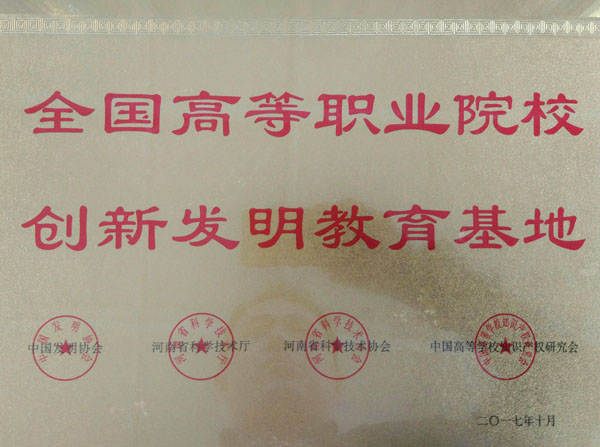 全国高等职业院校
创新发明教育基地
中国发明协会 河南省科学技术厅 河南省科学技术协会 中国高等学校知识产权研究会
二〇一七年十月